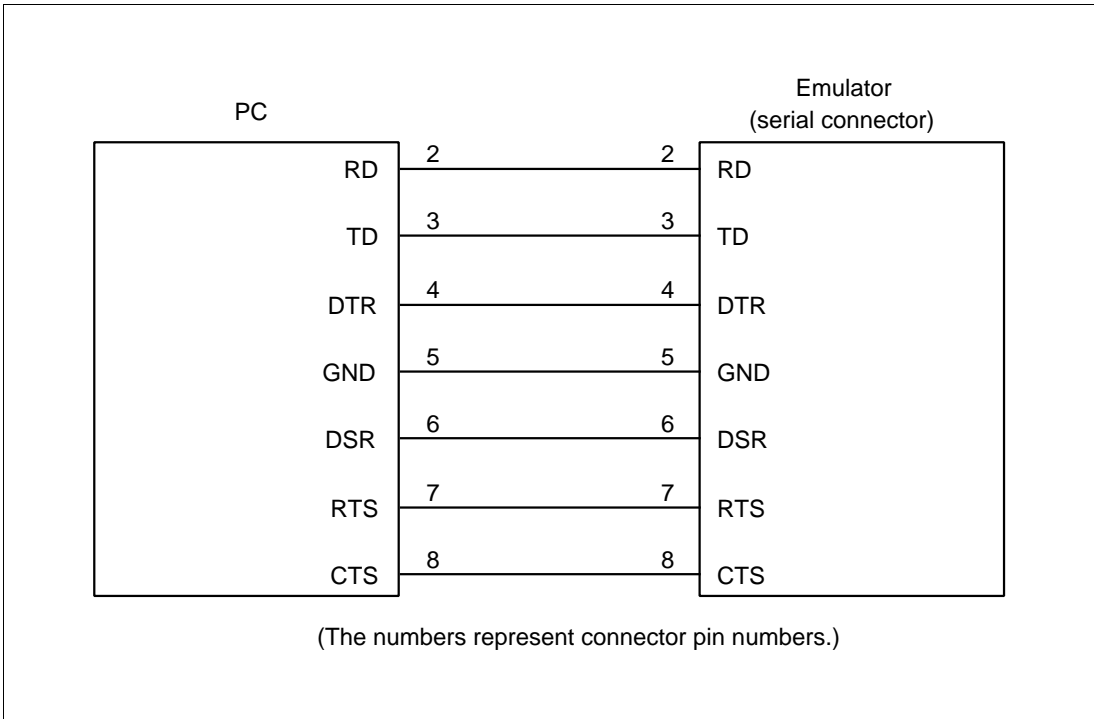 PC
Emulator
(serial connector)
RD 2 2 RD
TD 3 3 TD
DTR 4 4 DTR
GND 5 5 GND
DSR 6 6 DSR
RTS 7 7 RTS
CTS 8 8 CTS
(The numbers represent connector pin numbers.)